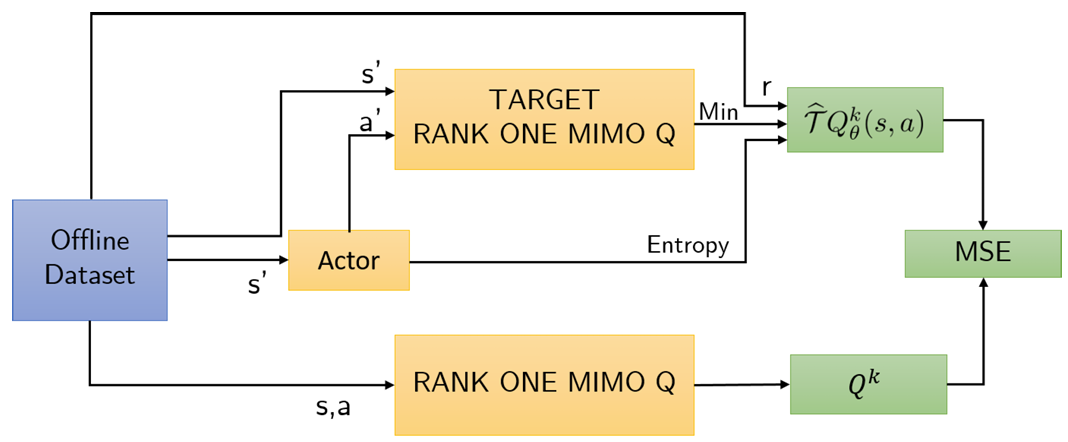 s'
TARGET
RANK ONE MIMO Q
a'
r
Min
$\widehat{\mathcal{T}}Q_{\theta}^{k}(s,a)$
Offline
Dataset
s'
Actor
Entropy
MSE
RANK ONE MIMO Q
s,a
$Q^{k}$